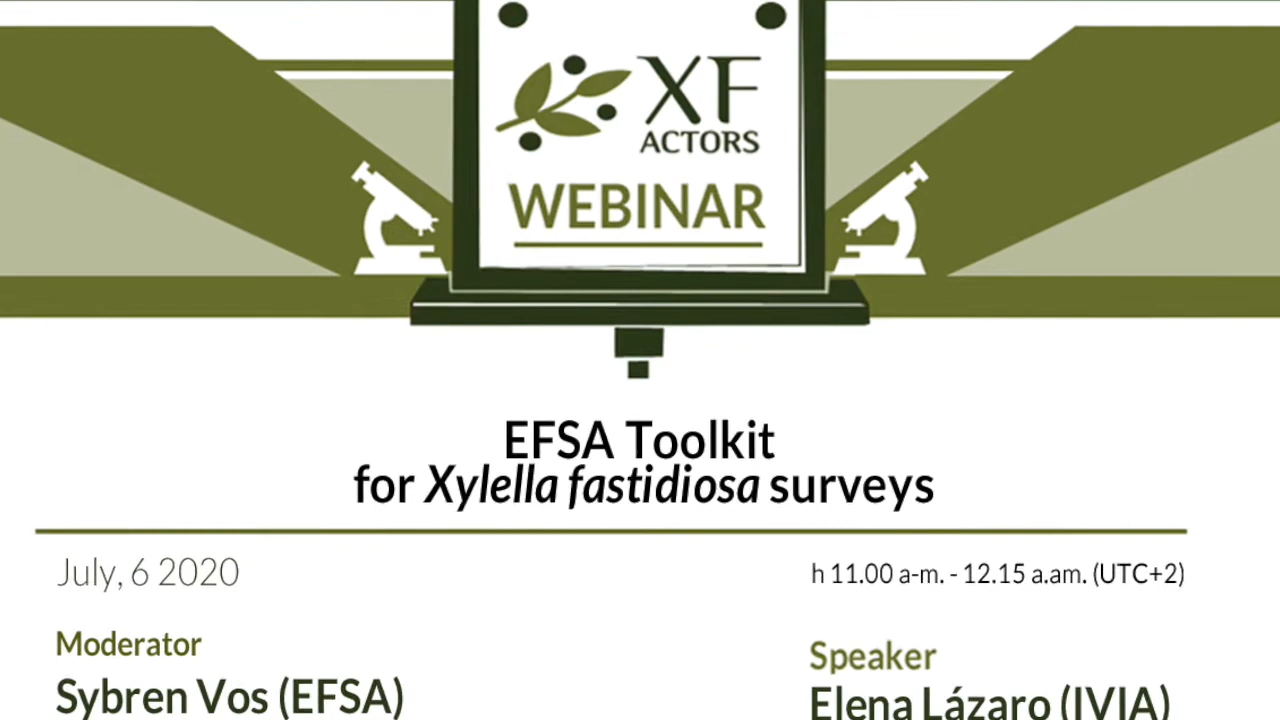 XF
ACTORS
WEBINAR
EFSA Toolkit
for Xylella fastidiosa surveys
July, 6 2020
h 11.00 a-m. - 12.15 a.am. (UTC+2)
Moderator
Speaker
Sybren Vos (EFSA)
Elena Lázaro (IVIA)